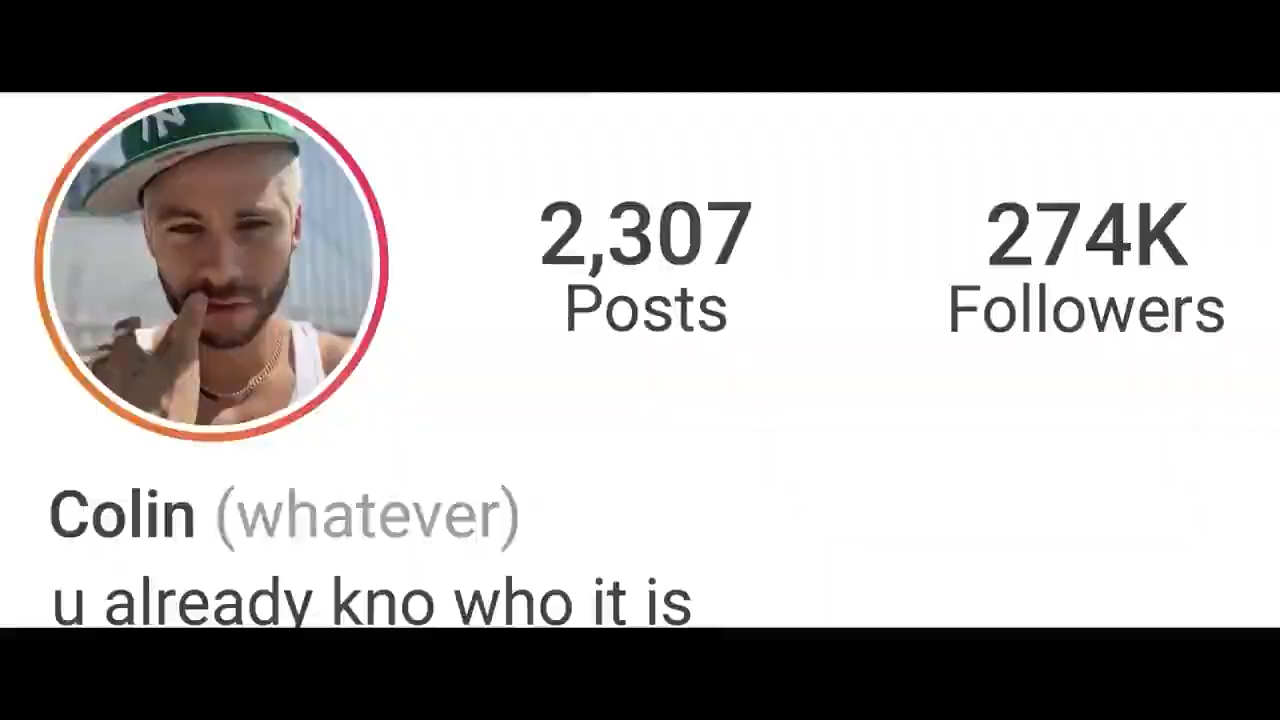 2,307
Posts
274K
Followers
Colin (whatever)
u already kno who it is